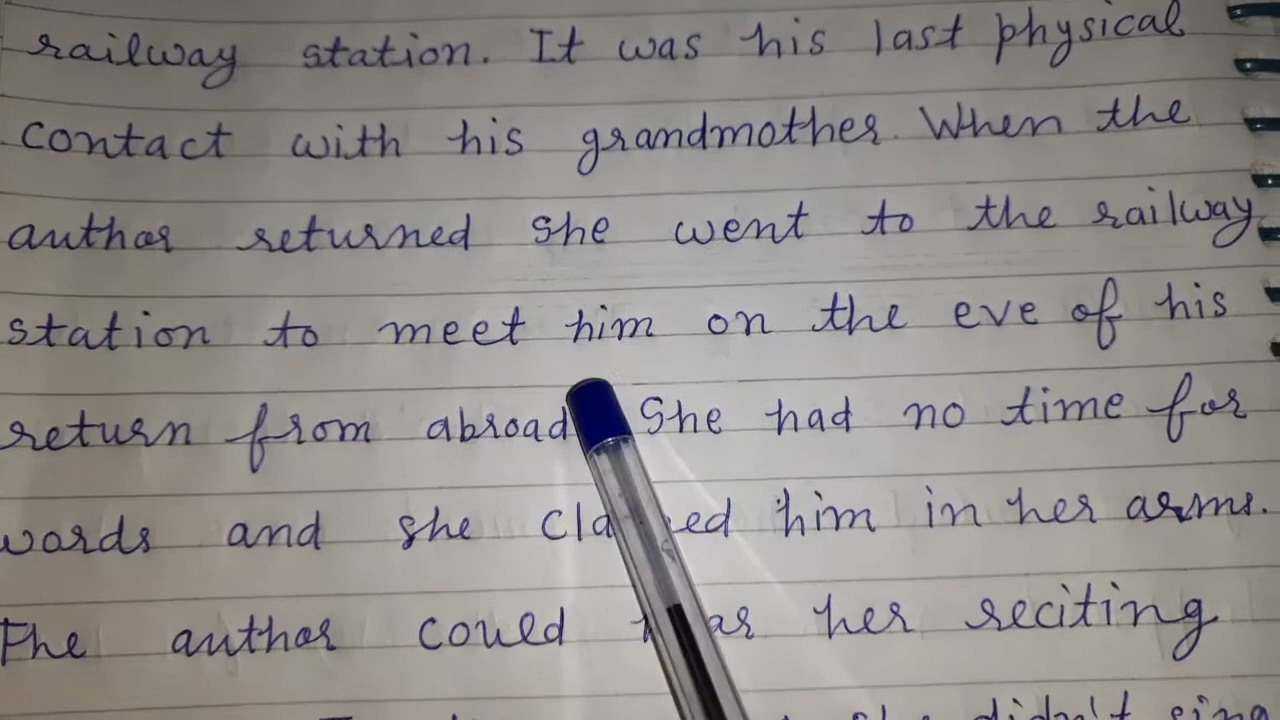 railway station. It was his last physical
contact with his grandmother. When the
author returned she went to the railway
station to meet him on the eve of his
return from abroad She had no time for
words and she him in her arms.
The author could her reciting
didn't sing